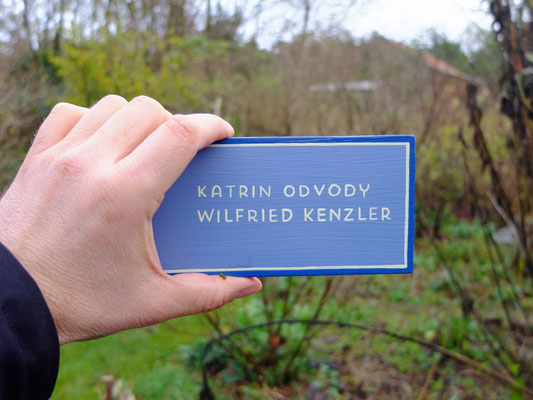 KATRIN ODVODY
WILFRIED KENZLER